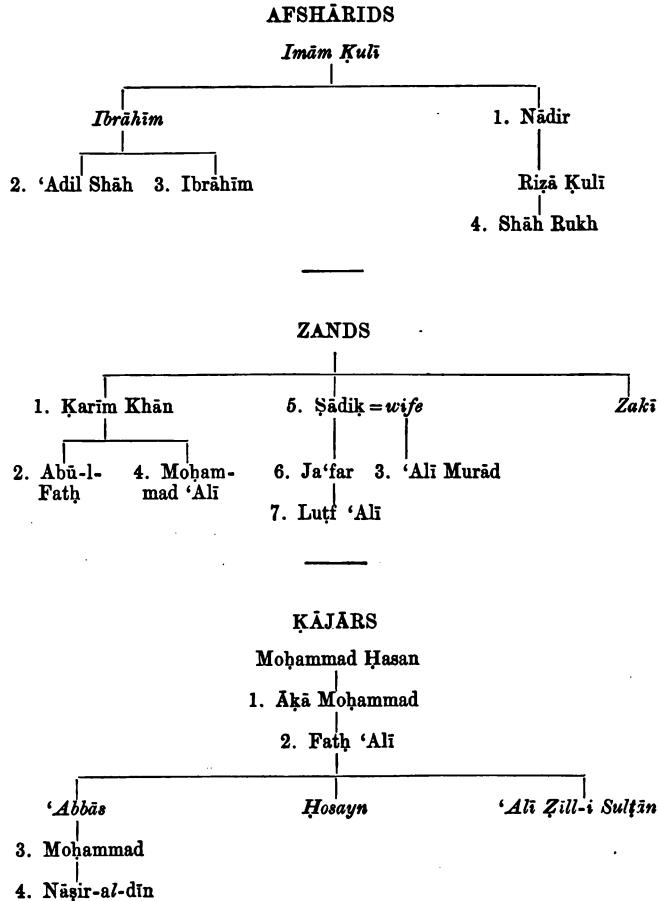 AFSHĀRIDS
Imām Ḳulī
Ibrāhīm
1. Nādir
2. ‘Adil Shāh 3. Ibrāhīm
Riẓā Ḳulī
4. Shāh Rukh
ZANDS
1. Ḳarīm Khān
5. Ṣādiḳ = wife
Zakī
2. Abū-l-
Fatḥ
4. Moḥam-
mad ‘Alī
6. Ja‘far
3. ‘Alī Murād
7. Luṭf ‘Alī
ḲĀJĀRS
Moḥammad Ḥasan
1. Āḳā Moḥammad
2. Fatḥ ‘Alī
‘Abbās
Ḥosayn
‘Alī Ẓill-i Sulṭān
3. Moḥammad
4. Nāṣir-al-dīn